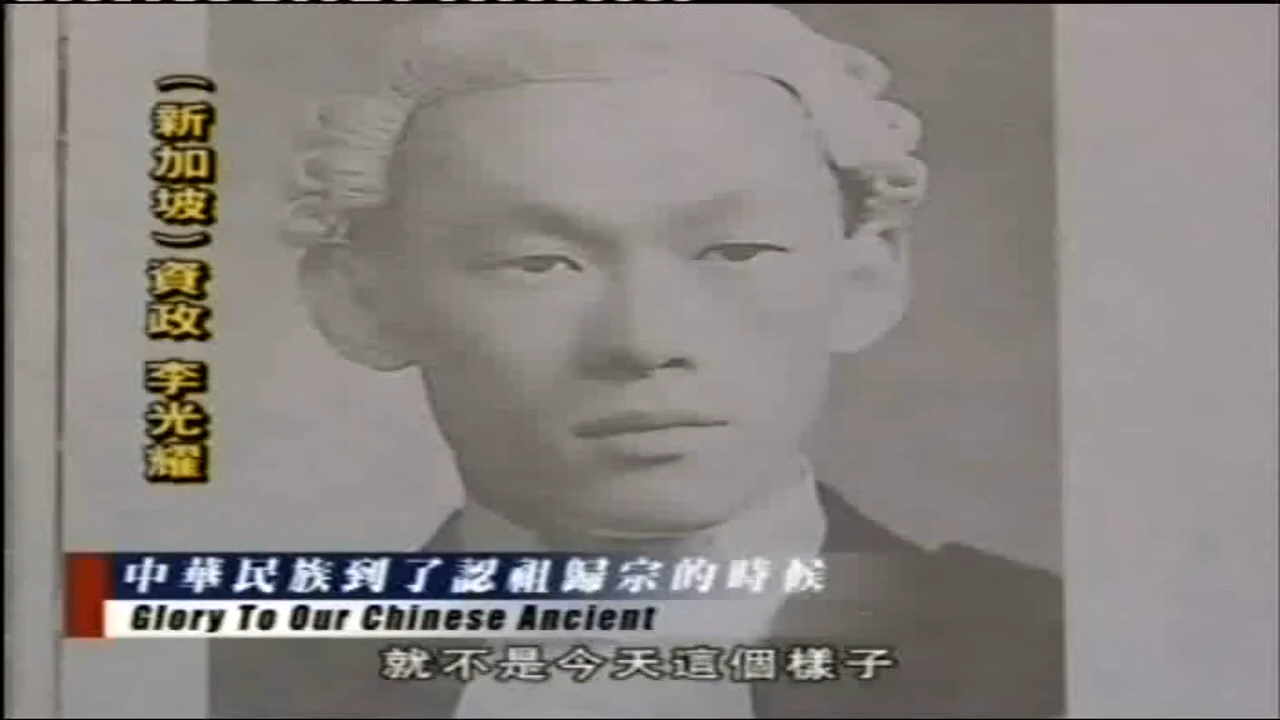 （新加坡）資政 李光耀
中華民族到了認祖歸宗的時候
Glory To Our Chinese Ancient
就不是今天這個樣子